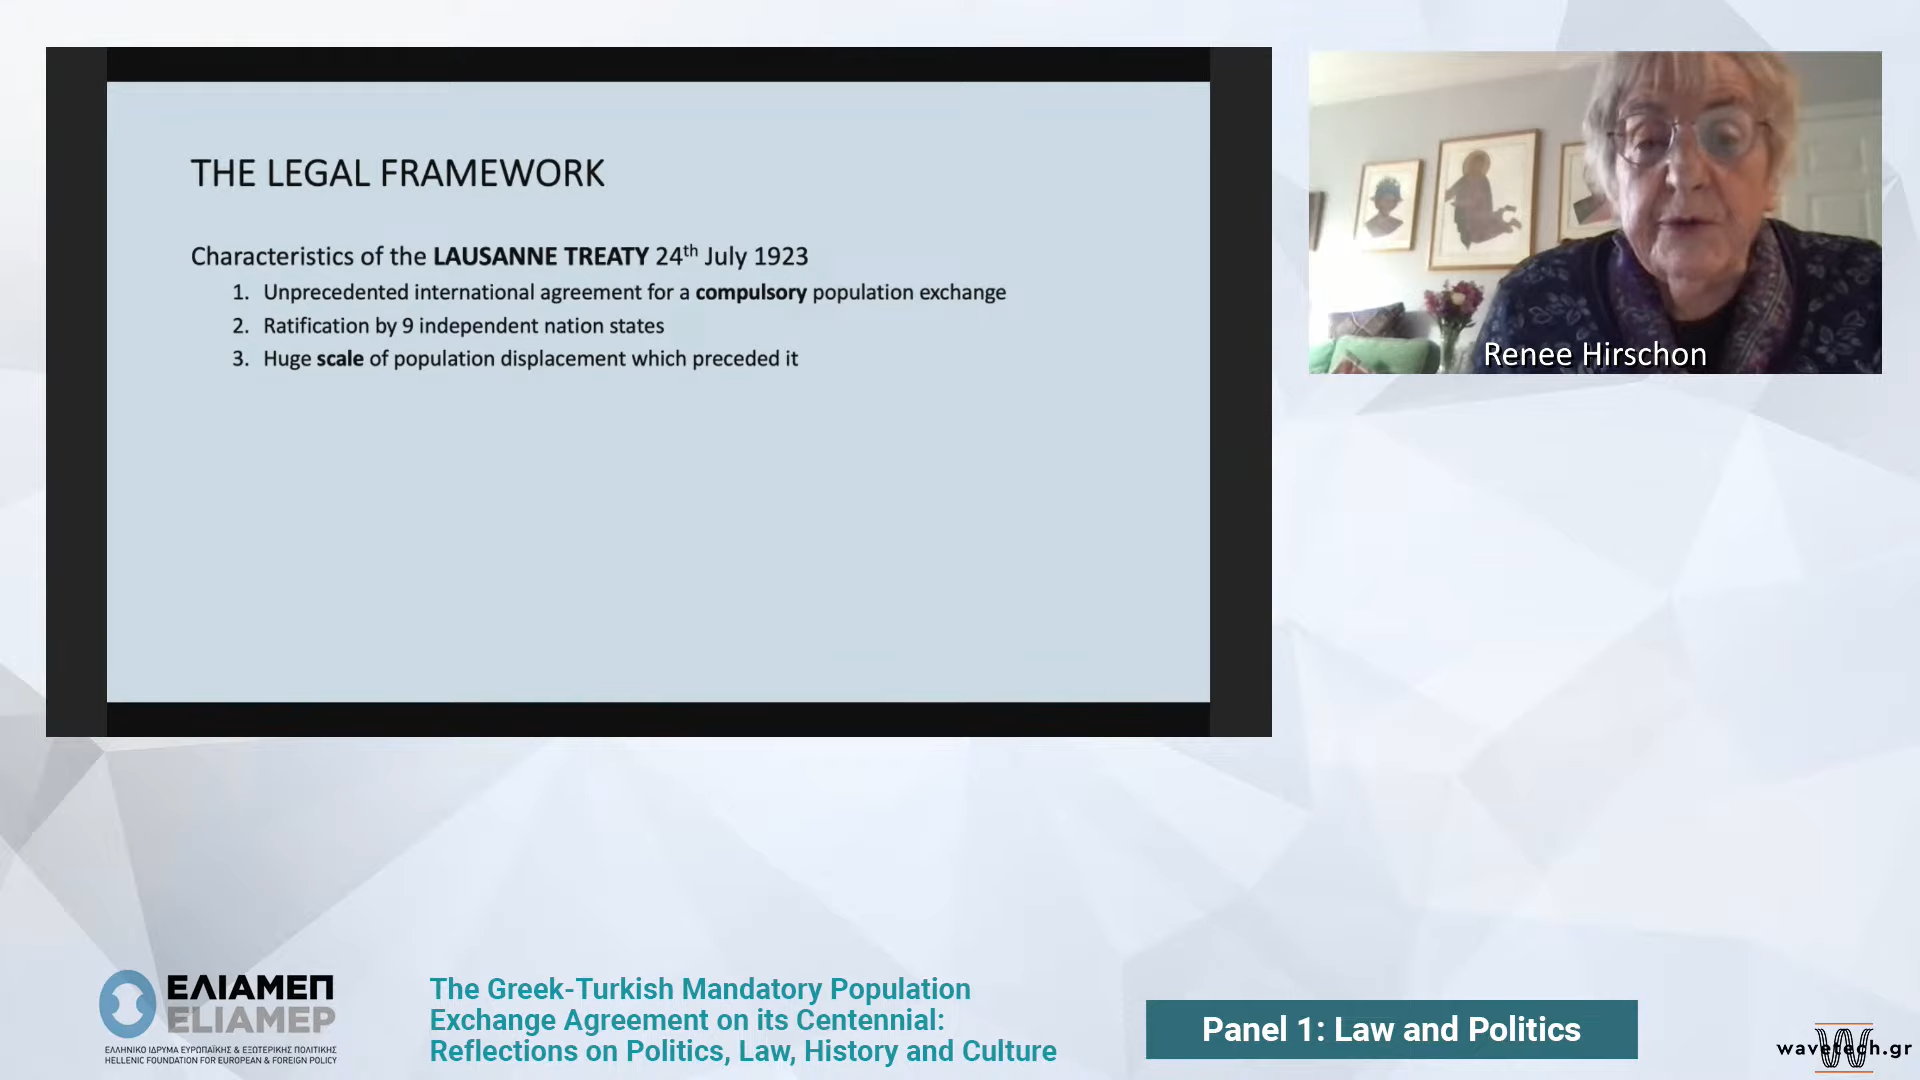 THE LEGAL FRAMEWORK
Characteristics of the LAUSANNE TREATY 24th July 1923
1. Unprecedented international agreement for a compulsory population exchange
2. Ratification by 9 independent nation states
3. Huge scale of population displacement which preceded it
Renee Hirschon
ΕΛΙΑΜΕΠ
ELIAMEP
ΕΛΛΗΝΙΚΟ ΙΔΡΥΜΑ ΕΥΡΩΠΑΪΚΗΣ & ΕΞΩΤΕΡΙΚΗΣ ΠΟΛΙΤΙΚΗΣ
HELLENIC FOUNDATION FOR EUROPEAN & FOREIGN POLICY
The Greek-Turkish Mandatory Population
Exchange Agreement on its Centennial:
Reflections on Politics, Law, History and Culture
Panel 1: Law and Politics
wavetech.gr